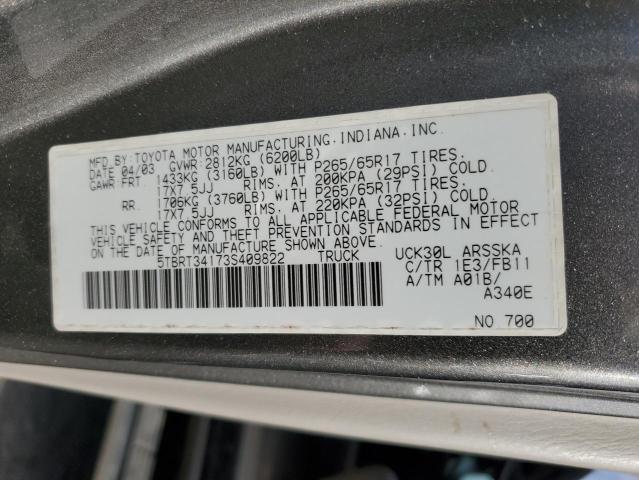 MFD.BY:TOYOTA MOTOR MANUFACTURING.INDIANA.INC.
DATE 04/03 GVWR:2812KG (6200LB)
GAWR:FRT. 1433KG (3160LB) WITH P265/65R17 TIRES.
17X7.5JJ RIMS. AT 200KPA (29PSI) COLD.
RR. 1706KG (3760LB) WITH P265/65R17 TIRES.
17X7.5JJ RIMS. AT 220KPA (32PSI) COLD.
THIS VEHICLE CONFORMS TO ALL APPLICABLE FEDERAL MOTOR
VEHICLE SAFETY AND THEFT PREVENTION STANDARDS IN EFFECT
ON THE DATE OF MANUFACTURE SHOWN ABOVE.
5TBRT34173S409822 TRUCK UCK30L ARSSKA
C/TR 1E3/FB11
A/TM A01B/
A340E
NO 700